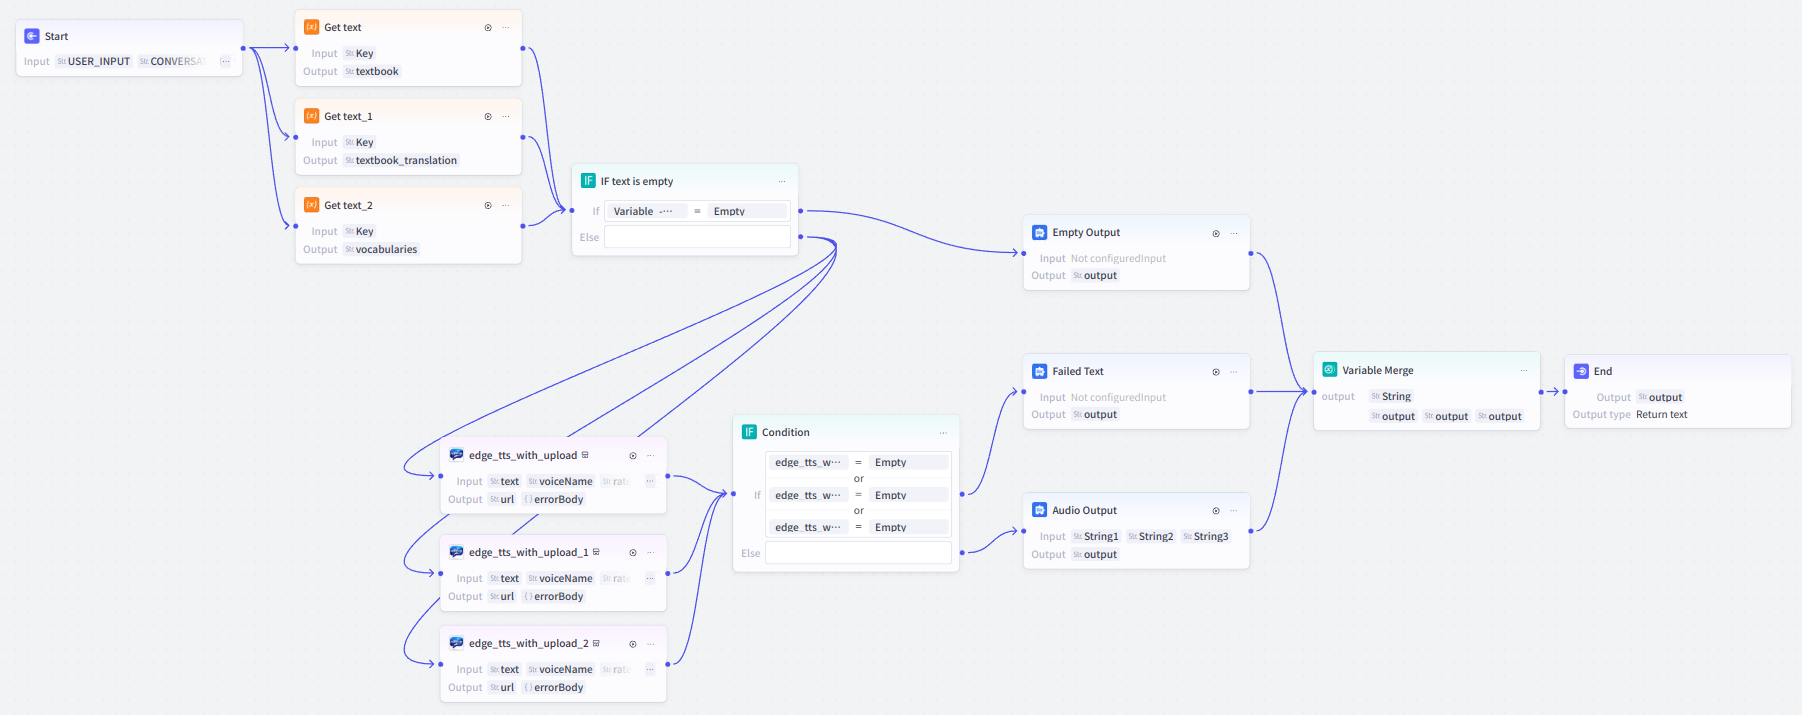 Start
Input Str. USER_INPUT Str. CONVERSAT ...
Get text
Input Str. Key
Output Str. textbook
Get text_1
Input Str. Key
Output Str. textbook_translation
Get text_2
Input Str. Key
Output Str. vocabularies
IF IF text is empty
If Variable -··· = Empty
Else
Empty Output
Input Not configuredInput
Output Str. output
Failed Text
Input Not configuredInput
Output Str. output
Variable Merge
output Str. String
Str. output Str. output Str. output
End
Output Str. output
Output type Return text
edge_tts_with_upload
Input Str. text Str. voiceName Str. rate ...
Output Str. url {} errorBody
edge_tts_with_upload_1
Input Str. text Str. voiceName Str. rate ...
Output Str. url {} errorBody
edge_tts_with_upload_2
Input Str. text Str. voiceName Str. rate ...
Output Str. url {} errorBody
IF Condition
edge_tts_w··· = Empty
or
If edge_tts_w··· = Empty
or
edge_tts_w··· = Empty
Else
Audio Output
Input Str. String1 Str. String2 Str. String3
Output Str. output